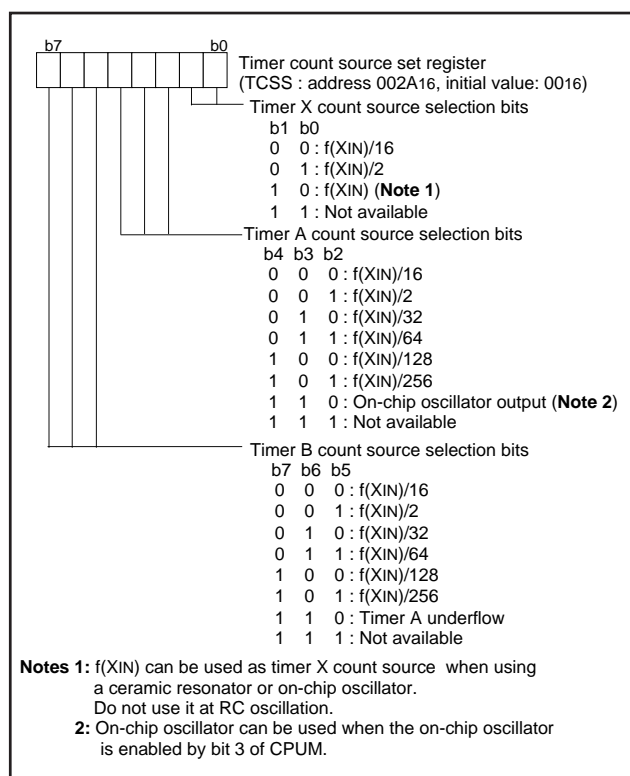 b7 b0
Timer count source set register
(TCSS : address 002A16, initial value: 0016)
Timer X count source selection bits
b1 b0
0 0 : f(XIN)/16
0 1 : f(XIN)/2
1 0 : f(XIN) (Note 1)
1 1 : Not available
Timer A count source selection bits
b4 b3 b2
0 0 0 : f(XIN)/16
0 0 1 : f(XIN)/2
0 1 0 : f(XIN)/32
0 1 1 : f(XIN)/64
1 0 0 : f(XIN)/128
1 0 1 : f(XIN)/256
1 1 0 : On-chip oscillator output (Note 2)
1 1 1 : Not available
Timer B count source selection bits
b7 b6 b5
0 0 0 : f(XIN)/16
0 0 1 : f(XIN)/2
0 1 0 : f(XIN)/32
0 1 1 : f(XIN)/64
1 0 0 : f(XIN)/128
1 0 1 : f(XIN)/256
1 1 0 : Timer A underflow
1 1 1 : Not available
Notes 1: f(XIN) can be used as timer X count source when using
a ceramic resonator or on-chip oscillator.
Do not use it at RC oscillation.
2: On-chip oscillator can be used when the on-chip oscillator
is enabled by bit 3 of CPUM.